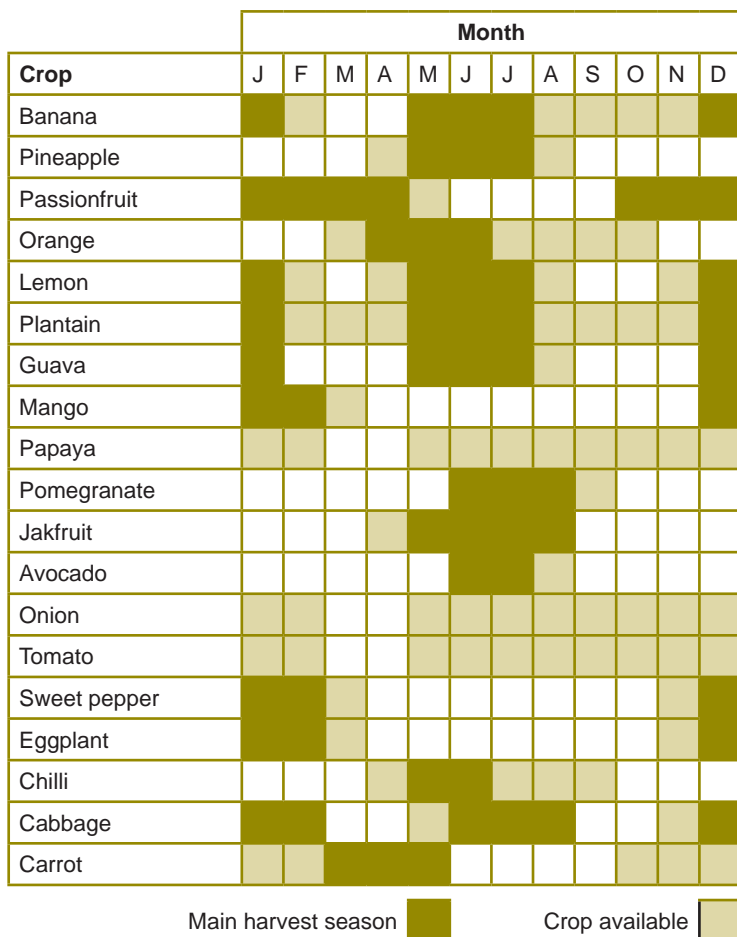 Month
Crop J F M A M J J A S O N D
Banana
Pineapple
Passionfruit
Orange
Lemon
Plantain
Guava
Mango
Papaya
Pomegranate
Jakfruit
Avocado
Onion
Tomato
Sweet pepper
Eggplant
Chilli
Cabbage
Carrot
Main harvest season Crop available